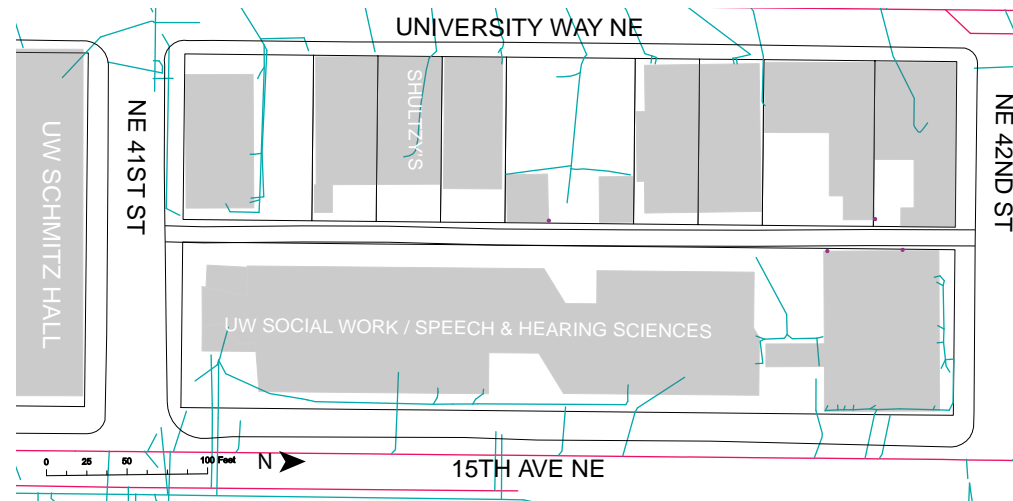 UNIVERSITY WAY NE
SHULTZY'S
UW SCHMITZ HALL
NE 41ST ST
NE 42ND ST
UW SOCIAL WORK / SPEECH & HEARING SCIENCES
0 25 50 100 Feet
N
15TH AVE NE